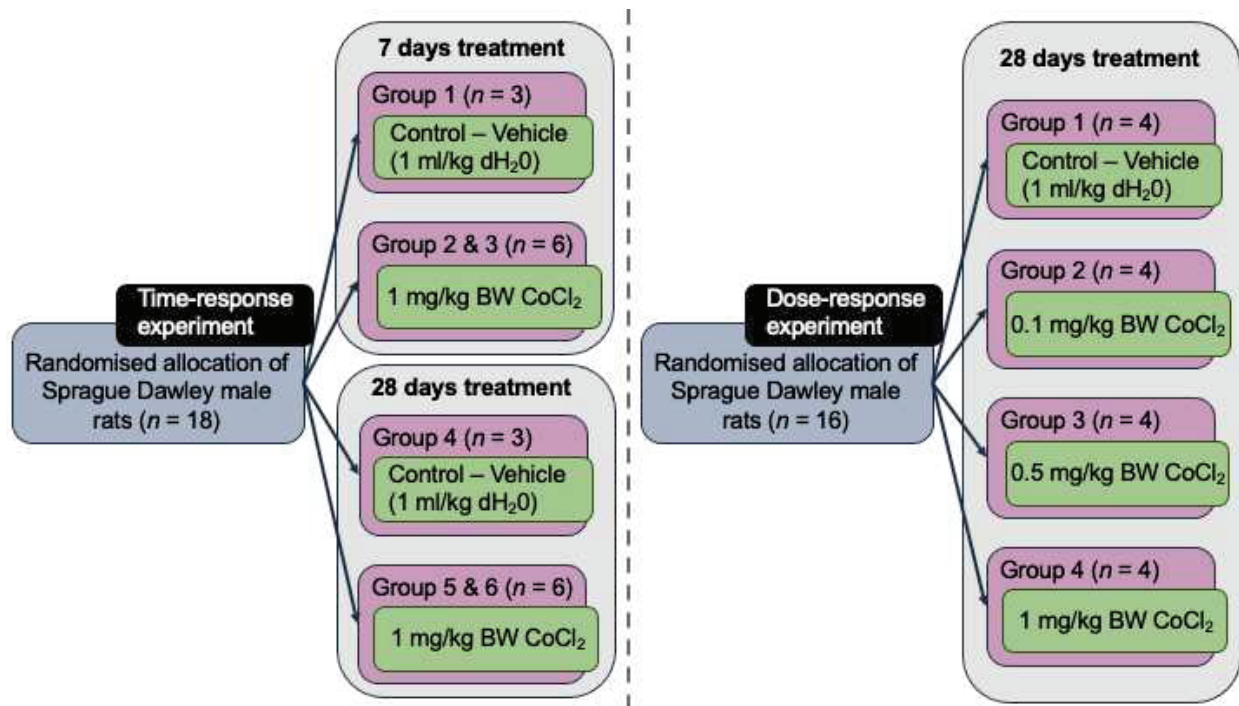 7 days treatment
Group 1 (n = 3)
Control – Vehicle
(1 ml/kg dH₂0)
Group 2 & 3 (n = 6)
1 mg/kg BW CoCl₂
Time-response
experiment
Randomised allocation of
Sprague Dawley male
rats (n = 18)
28 days treatment
Group 4 (n = 3)
Control – Vehicle
(1 ml/kg dH₂0)
Group 5 & 6 (n = 6)
1 mg/kg BW CoCl₂
Dose-response
experiment
Randomised allocation of
Sprague Dawley male
rats (n = 16)
28 days treatment
Group 1 (n = 4)
Control – Vehicle
(1 ml/kg dH₂0)
Group 2 (n = 4)
0.1 mg/kg BW CoCl₂
Group 3 (n = 4)
0.5 mg/kg BW CoCl₂
Group 4 (n = 4)
1 mg/kg BW CoCl₂